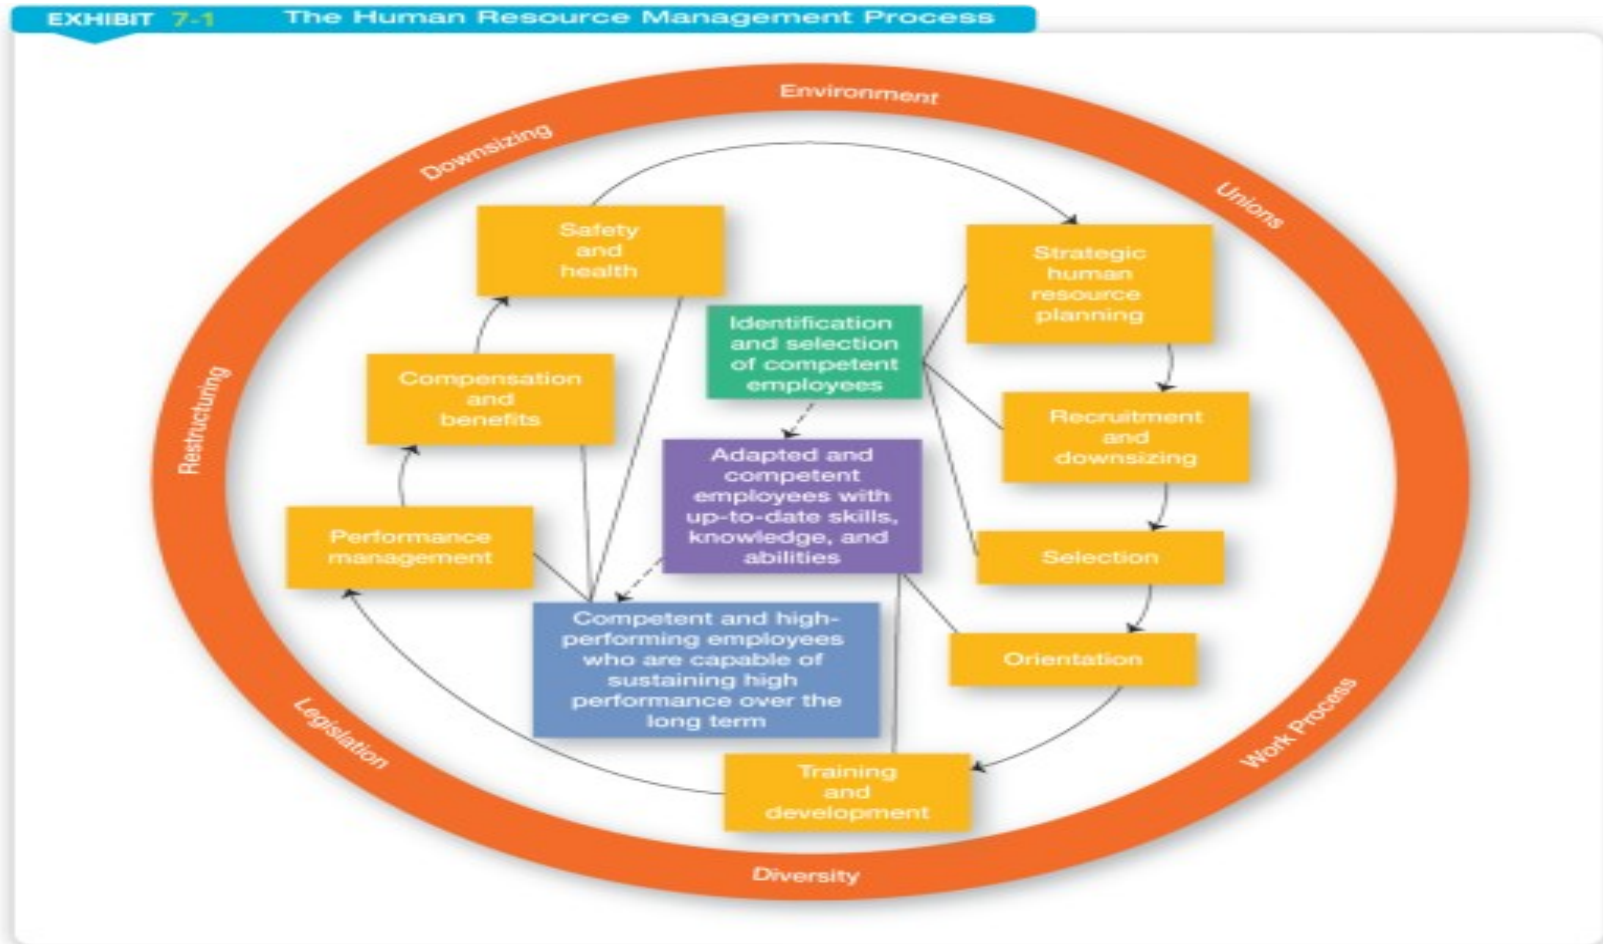 EXHIBIT 7-1 The Human Resource Management Process
Environment
Downsizing
Unions
Safety
and
health
Strategic
human
resource
planning
Identification
and selection
of competent
employees
Compensation
and
benefits
Restructuring
Recruitment
and
downsizing
Adapted and
competent
employees with
up-to-date skills,
knowledge, and
abilities
Performance
management
Selection
Competent and high-
performing employees
who are capable of
sustaining high
performance over the
long term
Orientation
Legislation
Work Process
Training
and
development
Diversity